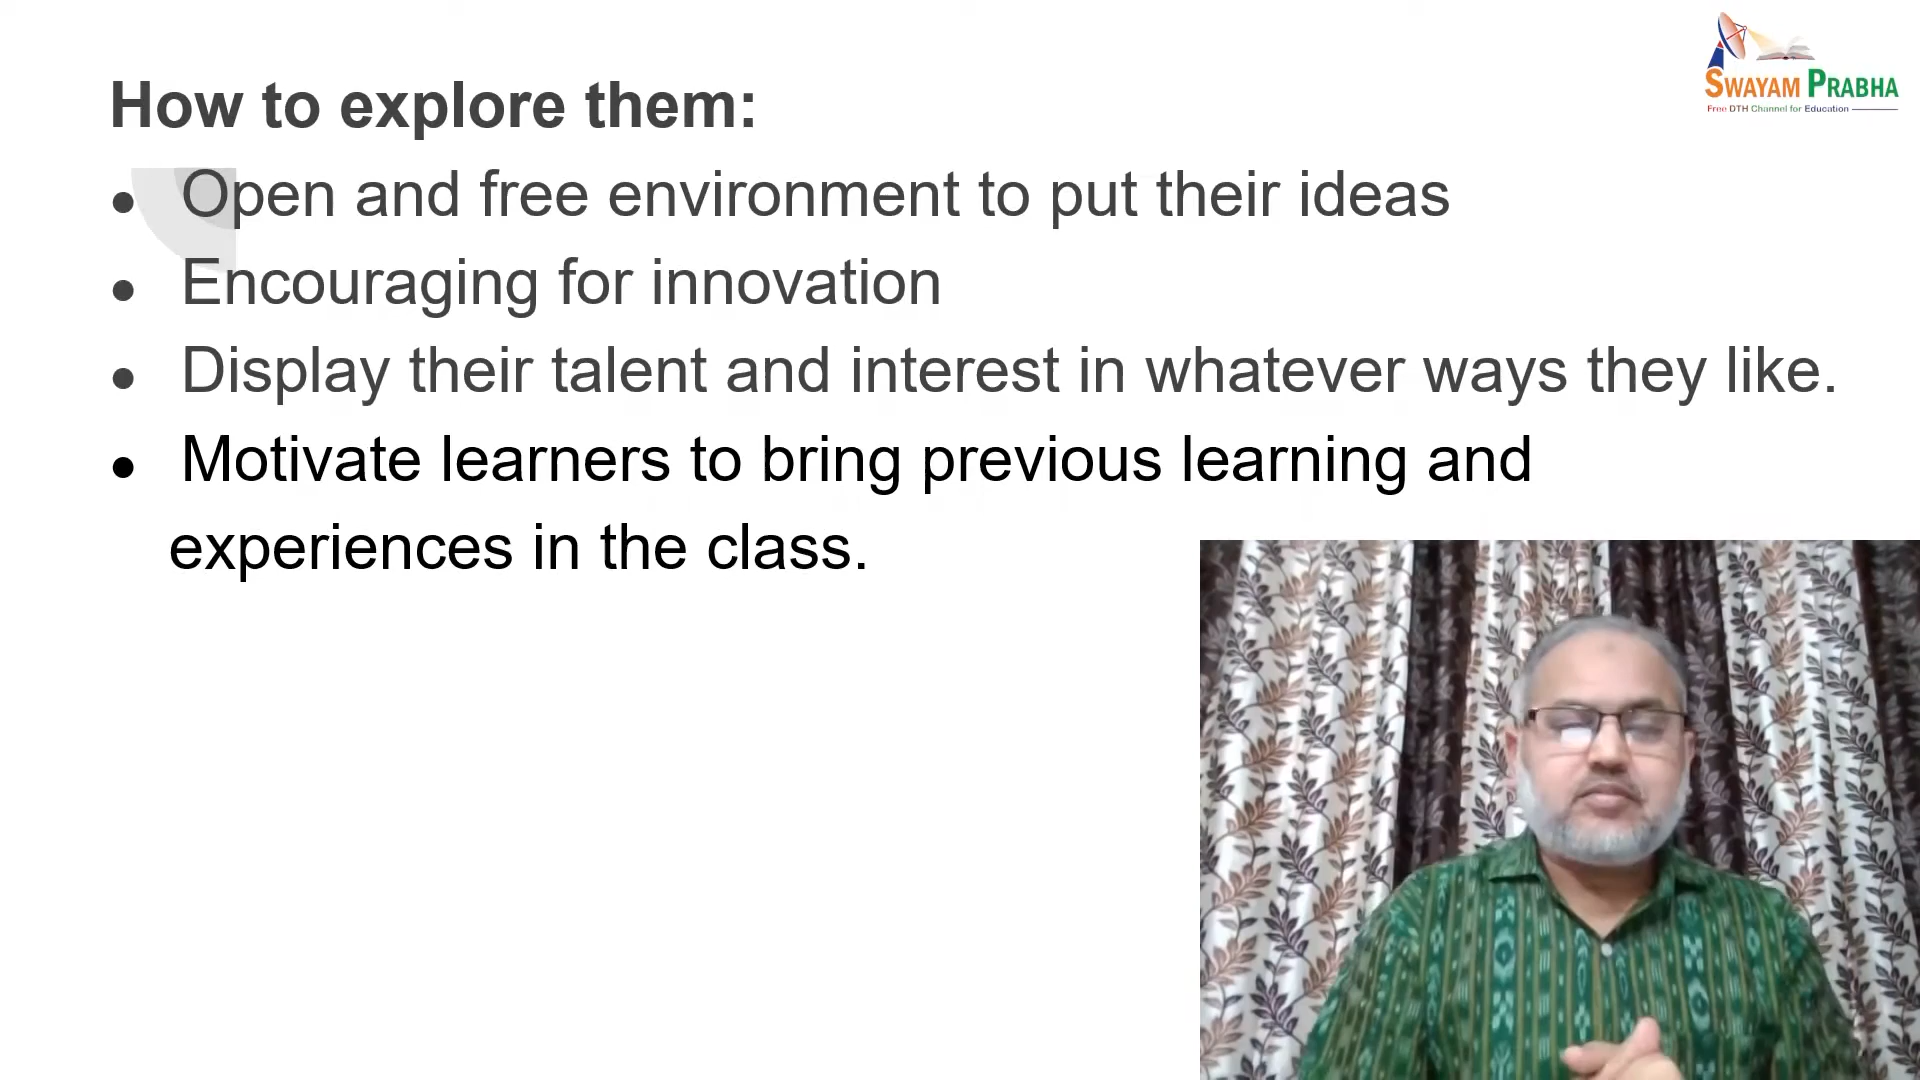 SWAYAM PRABHA
Free DTH Channel for Education
How to explore them:
● Open and free environment to put their ideas
● Encouraging for innovation
● Display their talent and interest in whatever ways they like.
● Motivate learners to bring previous learning and
experiences in the class.